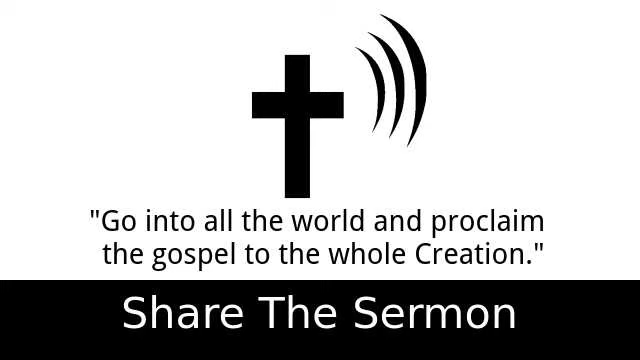 "Go into all the world and proclaim
the gospel to the whole Creation."
Share The Sermon